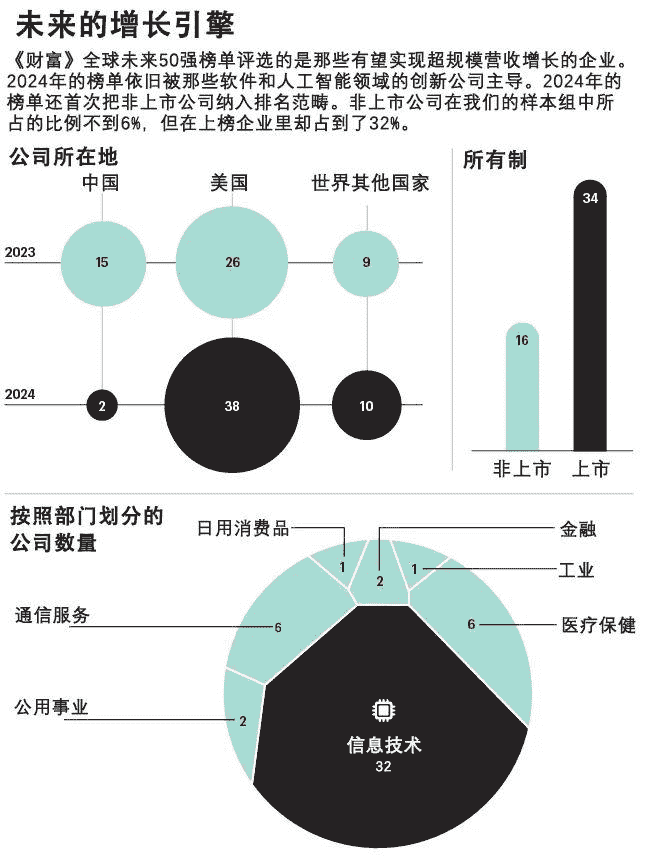 未来的增长引擎
《财富》全球未来50强榜单评选的是那些有望实现超规模营收增长的企业。
2024年的榜单依旧被那些软件和人工智能领域的创新公司主导。2024年的
榜单还首次把非上市公司纳入排名范畴。非上市公司在我们的样本组中所
占的比例不到6%，但在上榜企业里却占到了32%。
公司所在地
中国 美国 世界其他国家
2023 15 26 9
2024 2 38 10
所有制
34
16
非上市 上市
按照部门划分的
公司数量
日用消费品 1
金融 2
工业 1
通信服务 6
医疗保健 6
公用事业 2
信息技术
32